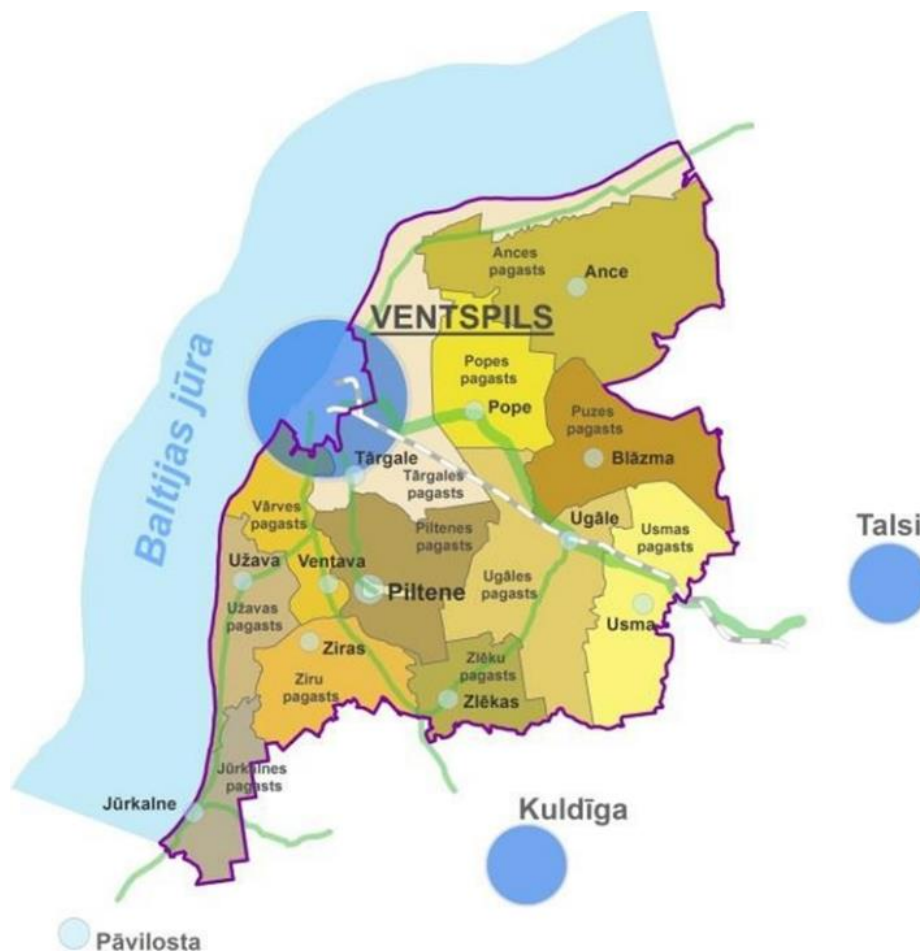 Ances
pagasts
Ance
VENTSPILS
Popes
pagasts
Pope
Puzes
pagasts
Blāzma
Baltijas jūra
Tārgale
Tārgales
pagasts
Vārves
pagasts
Piltenes
pagasts
Ugāle
Usmas
pagasts
Talsi
Užava
Ventava
Piltene
Ugāles
pagasts
Užavas
pagasts
Usma
Ziras
Ziru
pagasts
Zlēku
pagasts
Zlēkas
Jūrkalnes
pagasts
Jūrkalne
Kuldīga
Pāvilosta